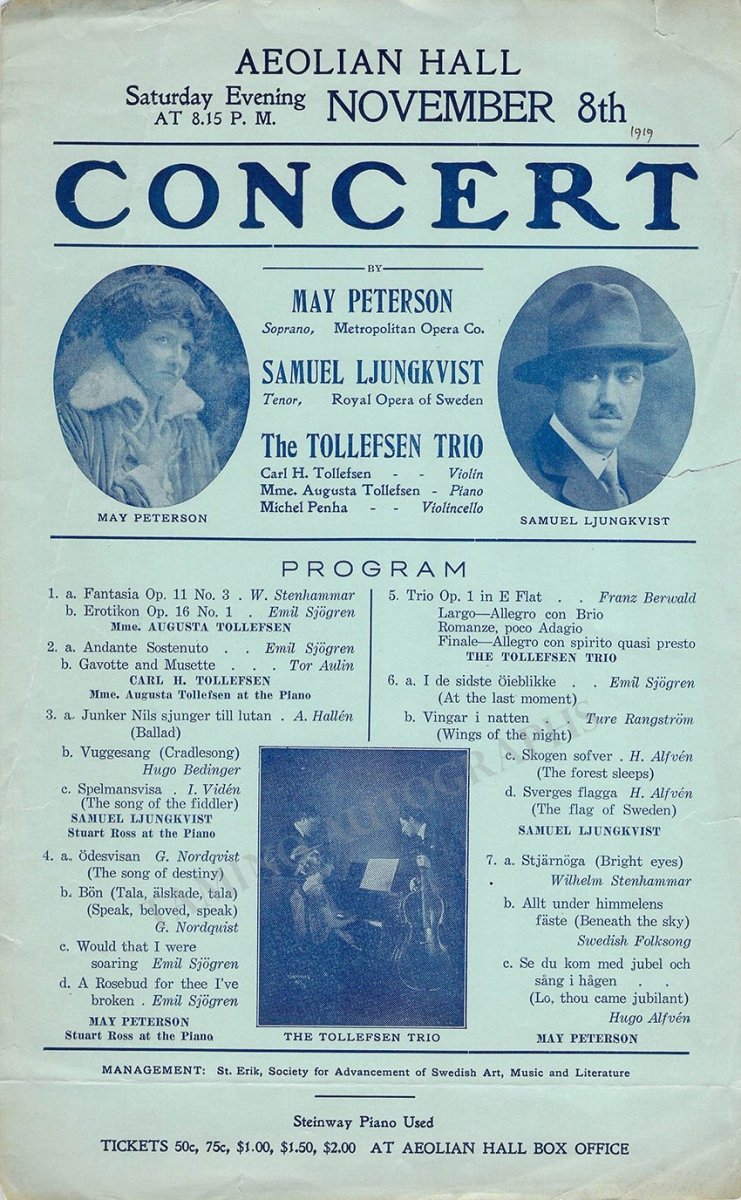 AEOLIAN HALL
Saturday Evening
AT 8.15 P. M.
NOVEMBER 8th
1919
CONCERT
BY
MAY PETERSON
Soprano, Metropolitan Opera Co.
SAMUEL LJUNGKVIST
Tenor, Royal Opera of Sweden
The TOLLEFSEN TRIO
Carl H. Tollefsen - - Violin
Mme. Augusta Tollefsen - Piano
Michel Penha - - Violincello
MAY PETERSON
SAMUEL LJUNGKVIST
PROGRAM
1. a. Fantasia Op. 11 No. 3 . W. Stenhammar
b. Erotikon Op. 16 No. 1 . Emil Sjögren
Mme. AUGUSTA TOLLEFSEN
2. a. Andante Sostenuto . . Emil Sjögren
b. Gavotte and Musette . . . Tor Aulin
CARL H. TOLLEFSEN
Mme. Augusta Tollefsen at the Piano
3. a. Junker Nils sjunger till lutan . A. Hallén
(Ballad)
b. Vuggesang (Cradlesong)
Hugo Bedinger
c. Spelmansvisa . I. Vidén
(The song of the fiddler)
SAMUEL LJUNGKVIST
Stuart Ross at the Piano
4. a. ödesvisan G. Nordqvist
(The song of destiny)
b. Bön (Tala, älskade, tala)
(Speak, beloved, speak)
G. Nordquist
c. Would that I were
soaring Emil Sjögren
d. A Rosebud for thee I've
broken . Emil Sjögren
MAY PETERSON
Stuart Ross at the Piano
5. Trio Op. 1 in E Flat . . Franz Berwald
Largo—Allegro con Brio
Romanze, poco Adagio
Finale—Allegro con spirito quasi presto
THE TOLLEFSEN TRIO
6. a. I de sidste öieblikke . . Emil Sjögren
(At the last moment)
b. Vingar i natten Ture Rangström
(Wings of the night)
c. Skogen sofver . H. Alfvén
(The forest sleeps)
d. Sverges flagga H. Alfvén
(The flag of Sweden)
SAMUEL LJUNGKVIST
7. a. Stjärnöga (Bright eyes)
Wilhelm Stenhammar
b. Allt under himmelens
fäste (Beneath the sky)
Swedish Folksong
c. Se du kom med jubel och
sång i hågen . .
(Lo, thou came jubilant)
Hugo Alfvén
MAY PETERSON
THE TOLLEFSEN TRIO
TAMINO AUTOGRAPHS
MANAGEMENT: St. Erik, Society for Advancement of Swedish Art, Music and Literature
Steinway Piano Used
TICKETS 50c, 75c, $1.00, $1.50, $2.00 AT AEOLIAN HALL BOX OFFICE